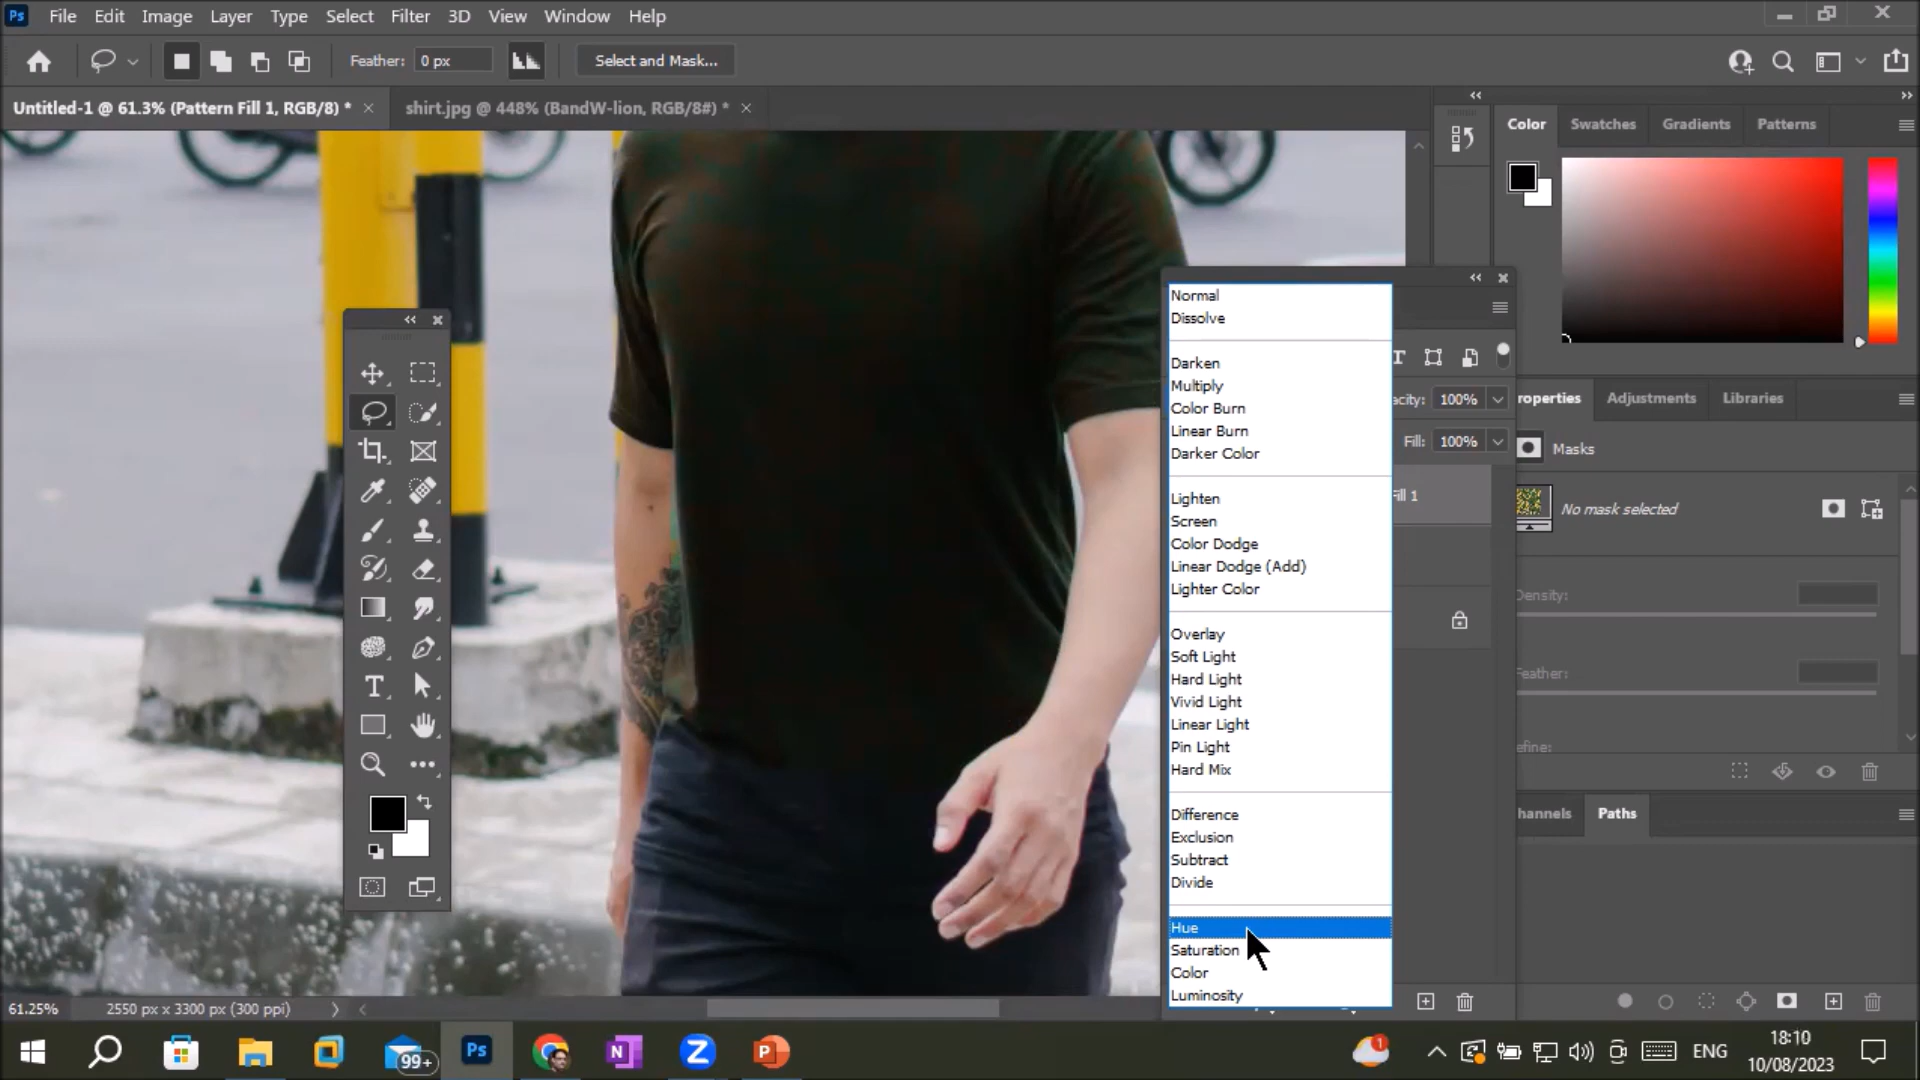 Ps File Edit Image Layer Type Select Filter 3D View Window Help
Feather: 0 px Select and Mask...
Untitled-1 @ 61.3% (Pattern Fill 1, RGB/8) * shirt.jpg @ 448% (BandW-lion, RGB/8#) *
Color Swatches Gradients Patterns
Normal
Dissolve
Darken
Multiply
Color Burn
Linear Burn
Darker Color
Lighten
Screen
Color Dodge
Linear Dodge (Add)
Lighter Color
Overlay
Soft Light
Hard Light
Vivid Light
Linear Light
Pin Light
Hard Mix
Difference
Exclusion
Subtract
Divide
Hue
Saturation
Color
Luminosity
acity: 100%
Fill: 100%
ill 1
roperties Adjustments Libraries
Masks
No mask selected
Density:
Feather:
efine:
hannels Paths
61.25% 2550 px x 3300 px (300 ppi)
99+ Ps N Z P 1 ENG
18:10
10/08/2023